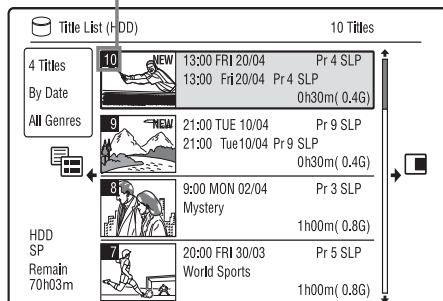 Title List (HDD)
10 Titles
4 Titles
By Date
All Genres
10
NEW
13:00 FRI 20/04 Pr 4 SLP
13:00 Fri 20/04 Pr 4 SLP
0h30m( 0.4G)
9
NEW
21:00 TUE 10/04 Pr 9 SLP
21:00 Tue10/04 Pr 9 SLP
0h30m( 0.4G)
8
9:00 MON 02/04 Pr 3 SLP
Mystery
1h00m( 0.8G)
7
20:00 FRI 30/03 Pr 5 SLP
World Sports
1h00m( 0.8G)
HDD
SP
Remain
70h03m